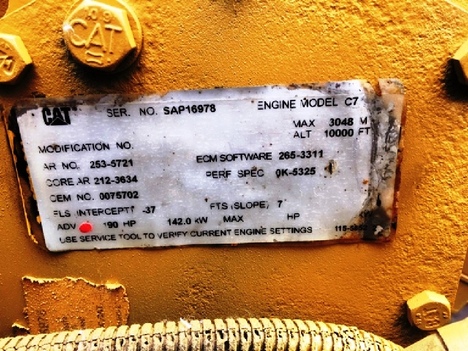 10.9
CAT
CAT SER. NO. SAP16978 ENGINE MODEL C7
MAX 3048 M
ALT 10000 FT
MODIFICATION NO.
AR NO. 253-5721 ECM SOFTWARE 265-3311
CORE AR 212-3634 PERF SPEC 0K-5325
OEM NO. 0075702
FLS (INTERCEPT) -37 FTS (SLOPE) 7
ADV 190 HP 142.0 kW MAX HP
USE SERVICE TOOL TO VERIFY CURRENT ENGINE SETTINGS